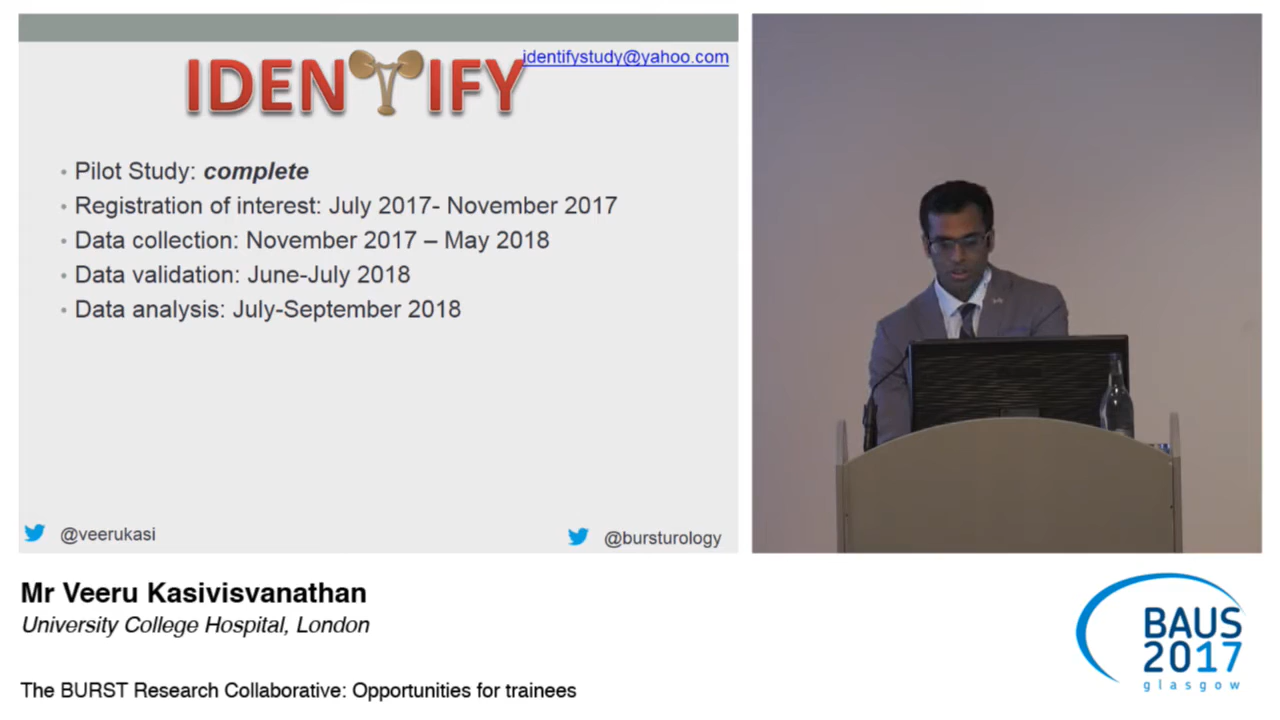 identifystudy@yahoo.com
IDENTIFY
• Pilot Study: complete
• Registration of interest: July 2017- November 2017
• Data collection: November 2017 – May 2018
• Data validation: June-July 2018
• Data analysis: July-September 2018
@veerukasi
@bursturology
Mr Veeru Kasivisvanathan
University College Hospital, London
The BURST Research Collaborative: Opportunities for trainees
BAUS
2017
glasgow